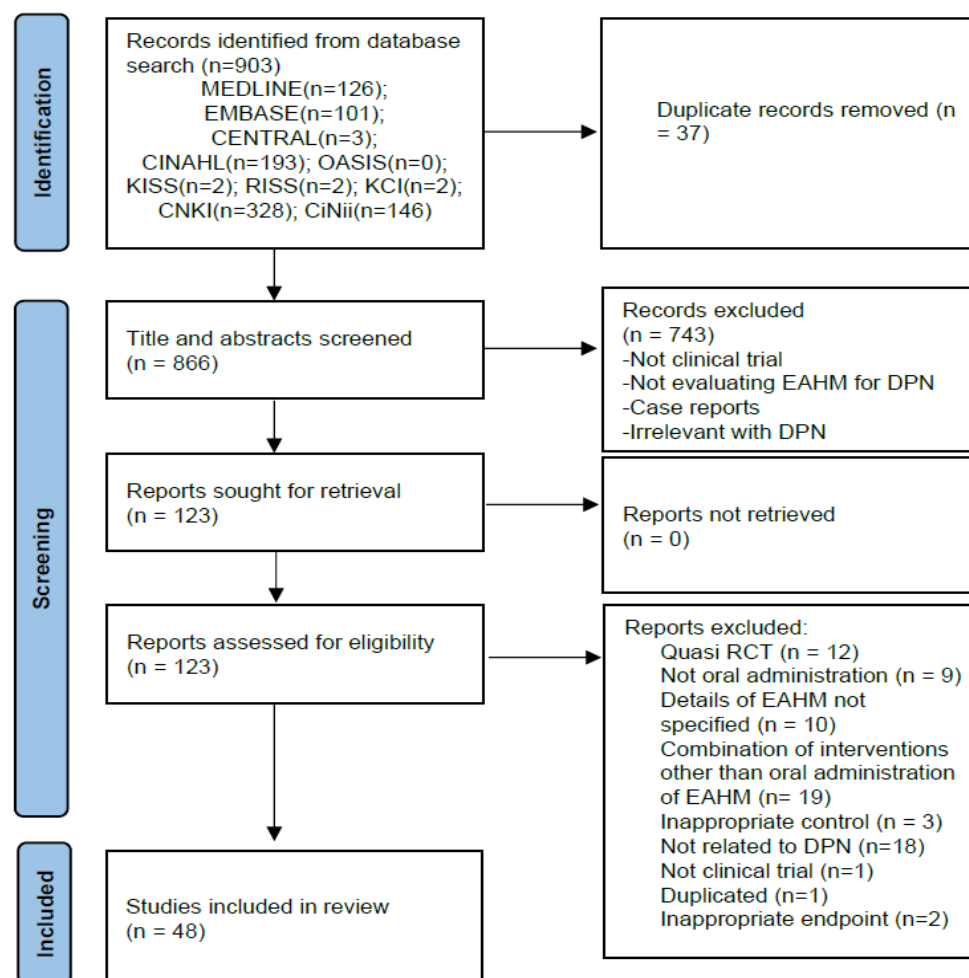 Identification
Records identified from database
search (n=903)
MEDLINE(n=126);
EMBASE(n=101);
CENTRAL(n=3);
CINAHL(n=193); OASIS(n=0);
KISS(n=2); RISS(n=2); KCI(n=2);
CNKI(n=328); CiNii(n=146)
Duplicate records removed (n
= 37)
Screening
Title and abstracts screened
(n = 866)
Records excluded
(n = 743)
-Not clinical trial
-Not evaluating EAHM for DPN
-Case reports
-Irrelevant with DPN
Reports sought for retrieval
(n = 123)
Reports not retrieved
(n = 0)
Reports assessed for eligibility
(n = 123)
Reports excluded:
Quasi RCT (n = 12)
Not oral administration (n = 9)
Details of EAHM not
specified (n = 10)
Combination of interventions
other than oral administration
of EAHM (n= 19)
Inappropriate control (n = 3)
Not related to DPN (n=18)
Not clinical trial (n=1)
Duplicated (n=1)
Inappropriate endpoint (n=2)
Included
Studies included in review
(n = 48)